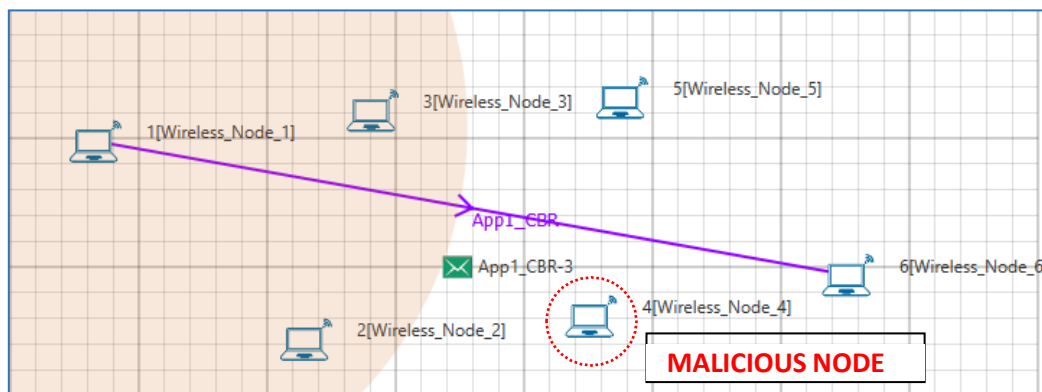 5[Wireless_Node_5]
3[Wireless_Node_3]
1[Wireless_Node_1]
App1_CBR
App1_CBR-3
6[Wireless_Node_6
4[Wireless_Node_4]
2[Wireless_Node_2]
MALICIOUS NODE